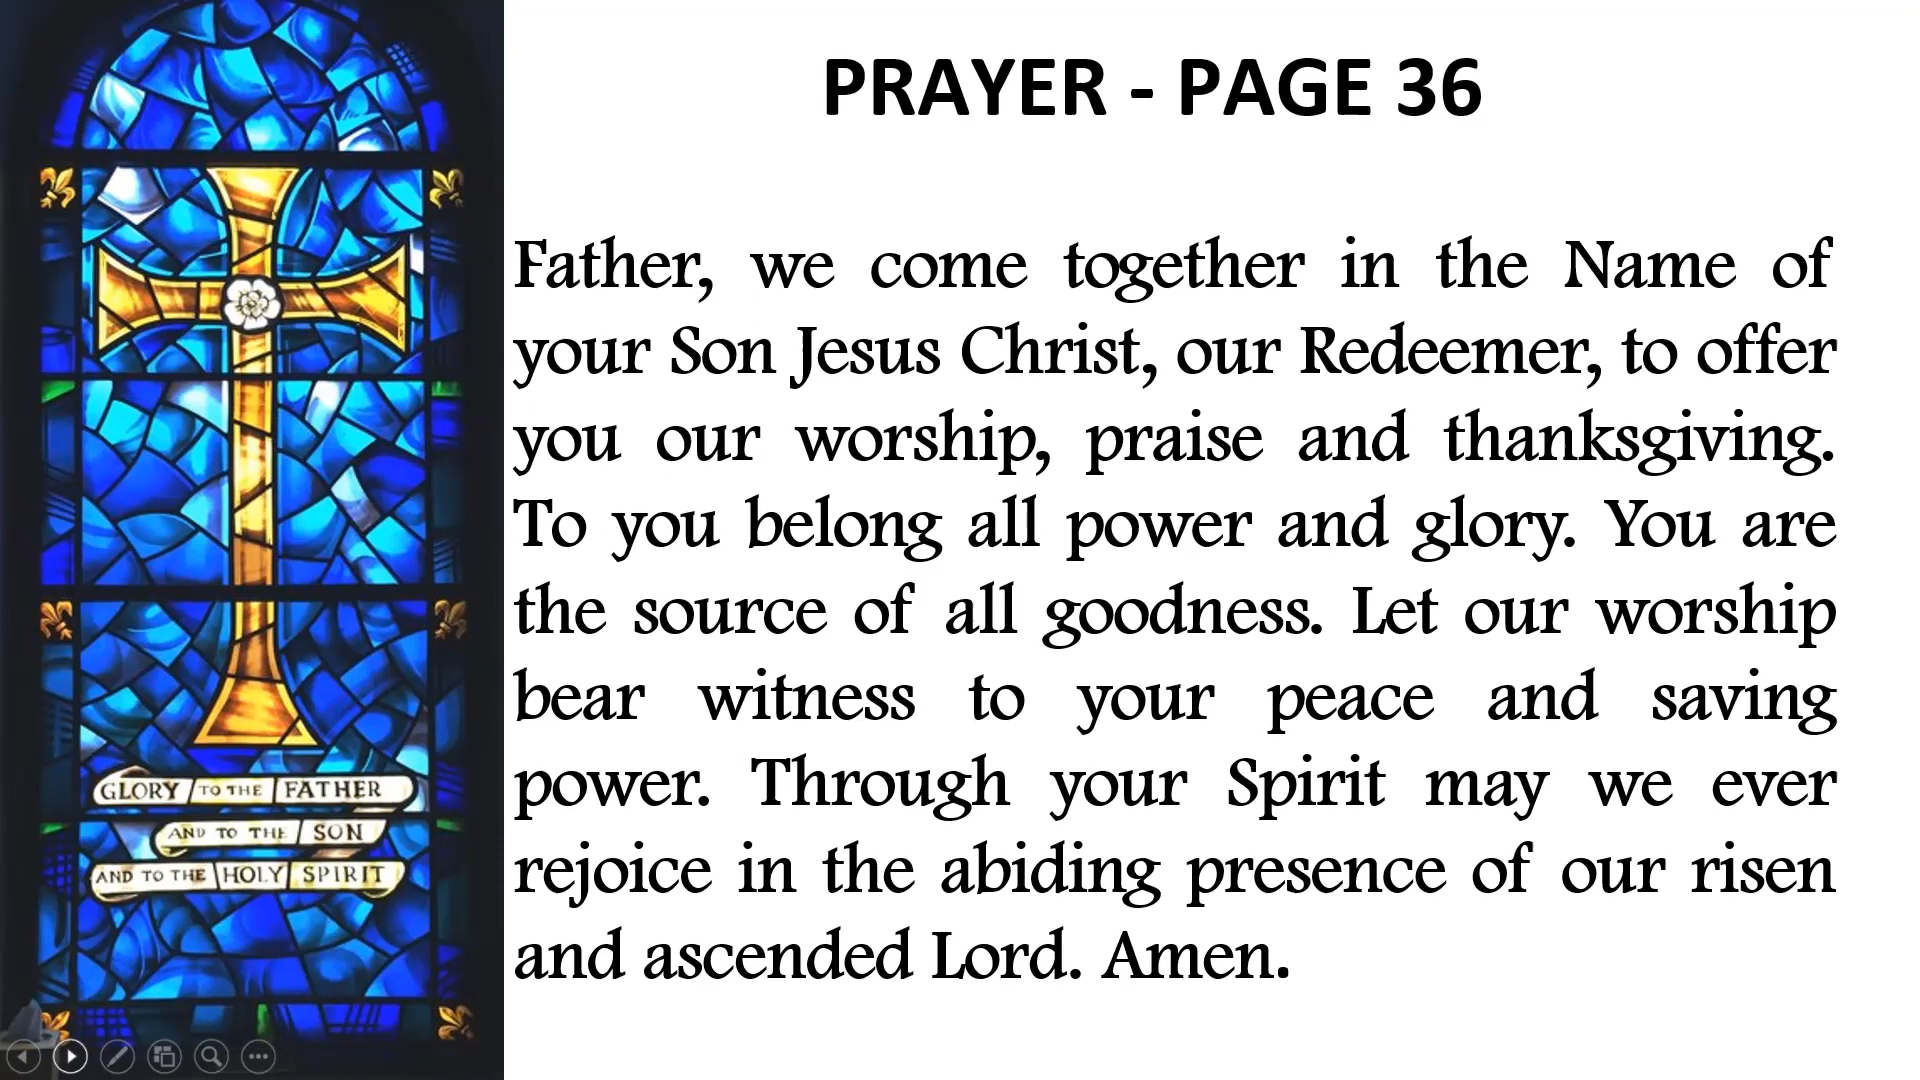 PRAYER - PAGE 36
Father, we come together in the Name of
your Son Jesus Christ, our Redeemer, to offer
you our worship, praise and thanksgiving.
To you belong all power and glory. You are
the source of all goodness. Let our worship
bear witness to your peace and saving
power. Through your Spirit may we ever
rejoice in the abiding presence of our risen
and ascended Lord. Amen.
GLORY TO THE FATHER
AND TO THE SON
AND TO THE HOLY SPIRIT